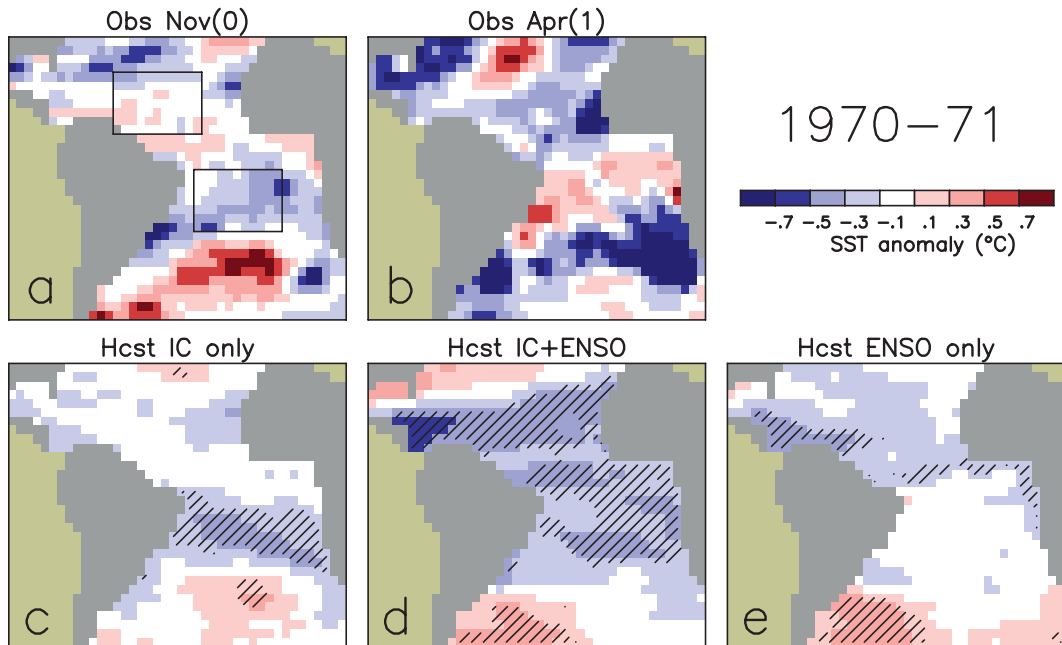 Obs Nov(0)
Obs Apr(1)
a
b
1970-71
-.7 -.5 -.3 -.1 .1 .3 .5 .7
SST anomaly (°C)
Hcst IC only
Hcst IC+ENSO
Hcst ENSO only
c
d
e